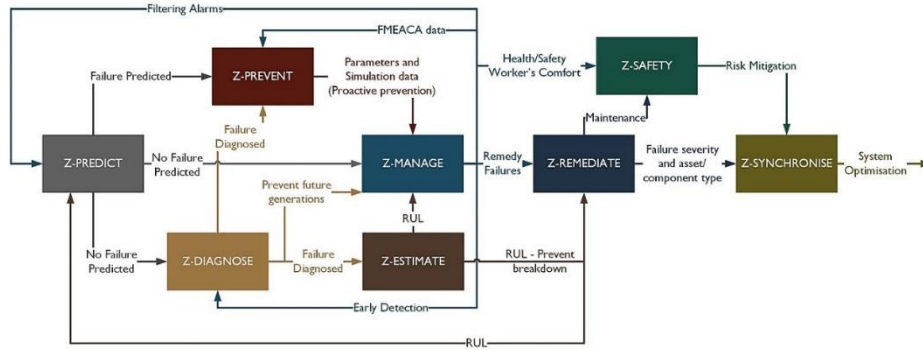 Filtering Alarms
FMEACA data
Failure Predicted
Z-PREVENT
Parameters and
Simulation data
(Proactive prevention)
Health/Safety
Worker's Comfort
Z-SAFETY
Risk Mitigation
Failure
Diagnosed
Maintenance
Z-PREDICT
No Failure
Predicted
Z-MANAGE
Remedy
Failures
Z-REMEDIATE
Failure severity
and asset/
component type
Z-SYNCHRONISE
System
Optimisation
Prevent future
generations
RUL
No Failure
Predicted
Z-DIAGNOSE
Failure
Diagnosed
Z-ESTIMATE
RUL - Prevent
breakdown
Early Detection
RUL